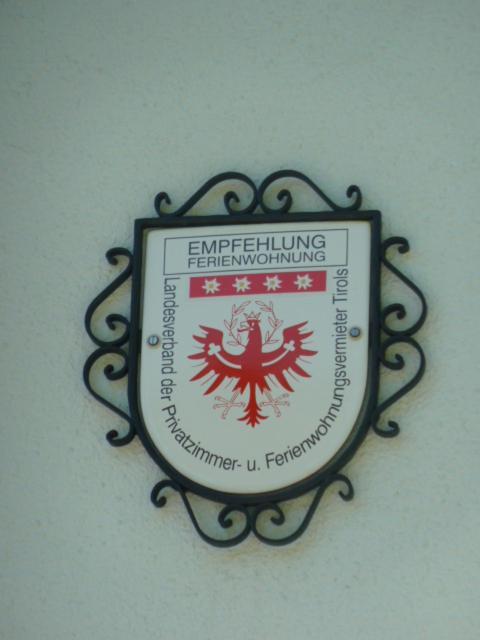 EMPFEHLUNG
FERIENWOHNUNG
Landesverband der Privatzimmer- u. Ferienwohnungsvermieter Tirols